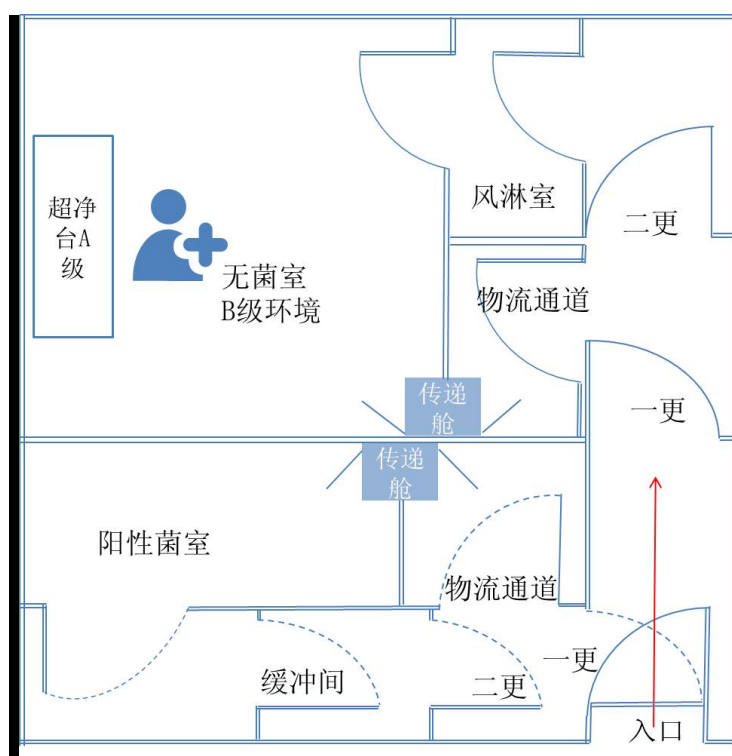 超净
台A
级
无菌室
B级环境
风淋室
二更
物流通道
传递
舱
一更
传递
舱
阳性菌室
物流通道
缓冲间
二更
一更
入口